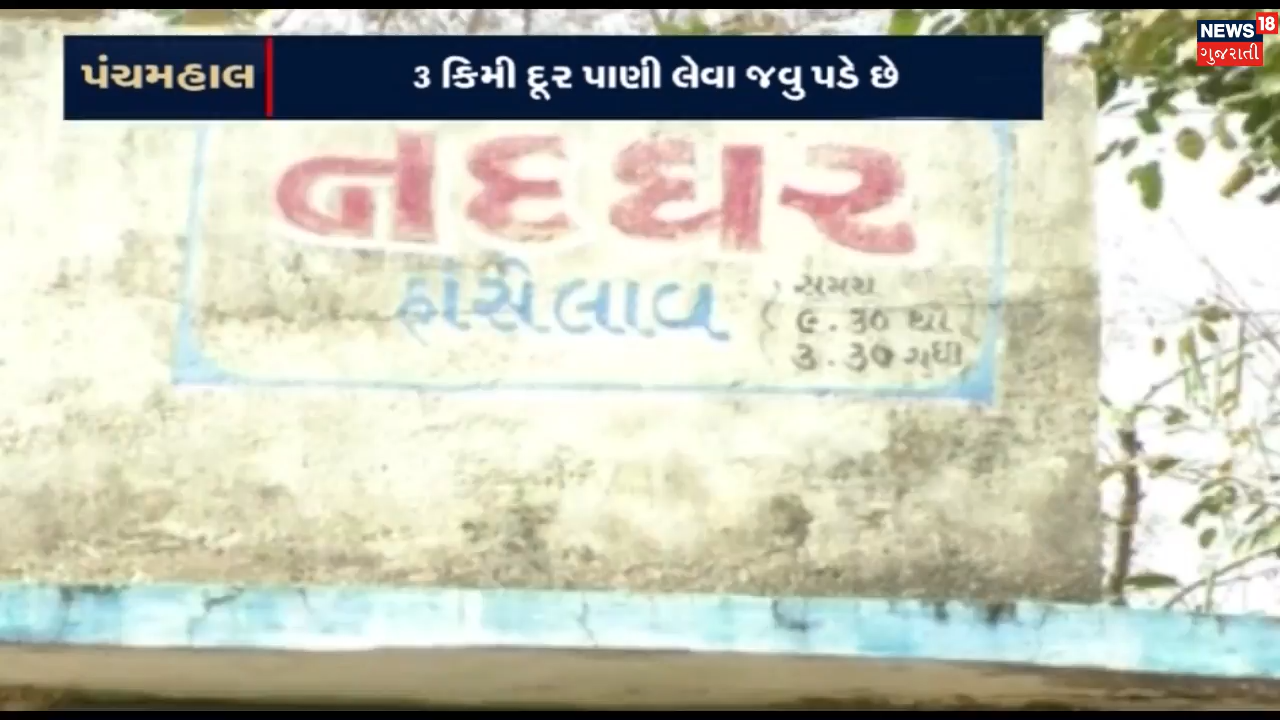 NEWS 18
ગુજરાતી
પંચમહાલ
3 કિમી દૂર પાણી લેવા જવુ પડે છે
નદઘર
હાંસેલાવ
સમય
૯.૩૦ થી
૩.૩૦ સુધી